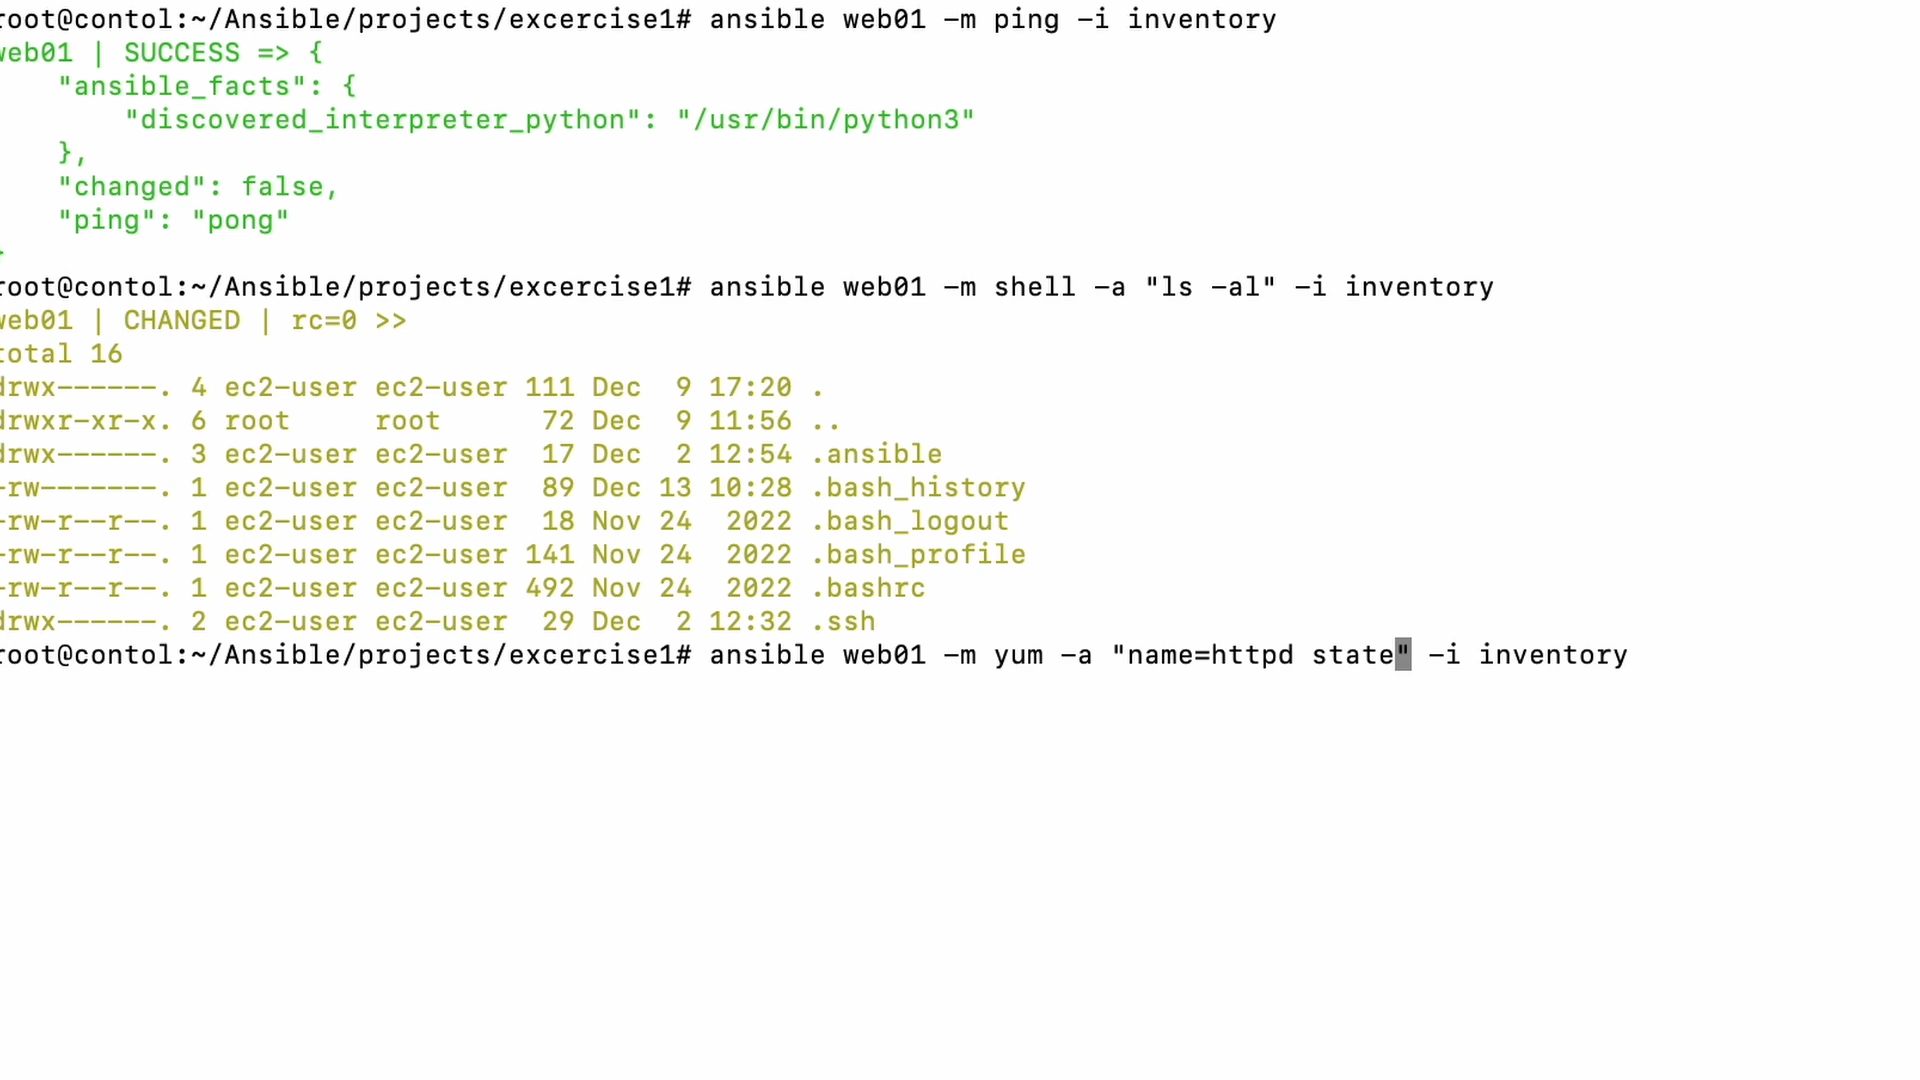 root@contol:~/Ansible/projects/excercise1# ansible web01 -m ping -i inventory
web01 | SUCCESS => {
    "ansible_facts": {
        "discovered_interpreter_python": "/usr/bin/python3"
    },
    "changed": false,
    "ping": "pong"
}
root@contol:~/Ansible/projects/excercise1# ansible web01 -m shell -a "ls -al" -i inventory
web01 | CHANGED | rc=0 >>
total 16
drwx------. 4 ec2-user ec2-user 111 Dec  9 17:20 .
drwxr-xr-x. 6 root     root      72 Dec  9 11:56 ..
drwx------. 3 ec2-user ec2-user  17 Dec  2 12:54 .ansible
-rw-------. 1 ec2-user ec2-user  89 Dec 13 10:28 .bash_history
-rw-r--r--. 1 ec2-user ec2-user  18 Nov 24  2022 .bash_logout
-rw-r--r--. 1 ec2-user ec2-user 141 Nov 24  2022 .bash_profile
-rw-r--r--. 1 ec2-user ec2-user 492 Nov 24  2022 .bashrc
drwx------. 2 ec2-user ec2-user  29 Dec  2 12:32 .ssh
root@contol:~/Ansible/projects/excercise1# ansible web01 -m yum -a "name=httpd state" -i inventory